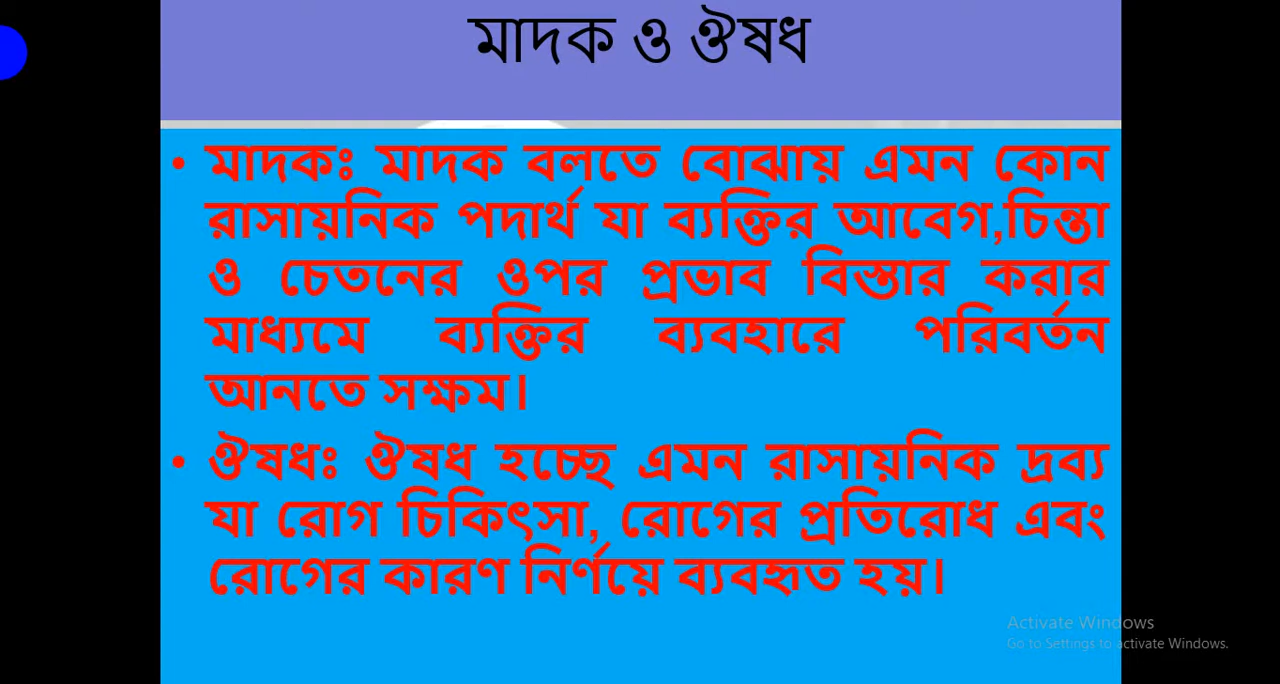 মাদক ও ঔষধ
• মাদকঃ মাদক বলতে বোঝায় এমন কোন
রাসায়নিক পদার্থ যা ব্যক্তির আবেগ,চিন্তা
ও চেতনের ওপর প্রভাব বিস্তার করার
মাধ্যমে ব্যক্তির ব্যবহারে পরিবর্তন
আনতে সক্ষম।
• ঔষধঃ ঔষধ হচ্ছে এমন রাসায়নিক দ্রব্য
যা রোগ চিকিৎসা, রোগের প্রতিরোধ এবং
রোগের কারণ নির্ণয়ে ব্যবহৃত হয়।
Activate Windows
Go to Settings to activate Windows.